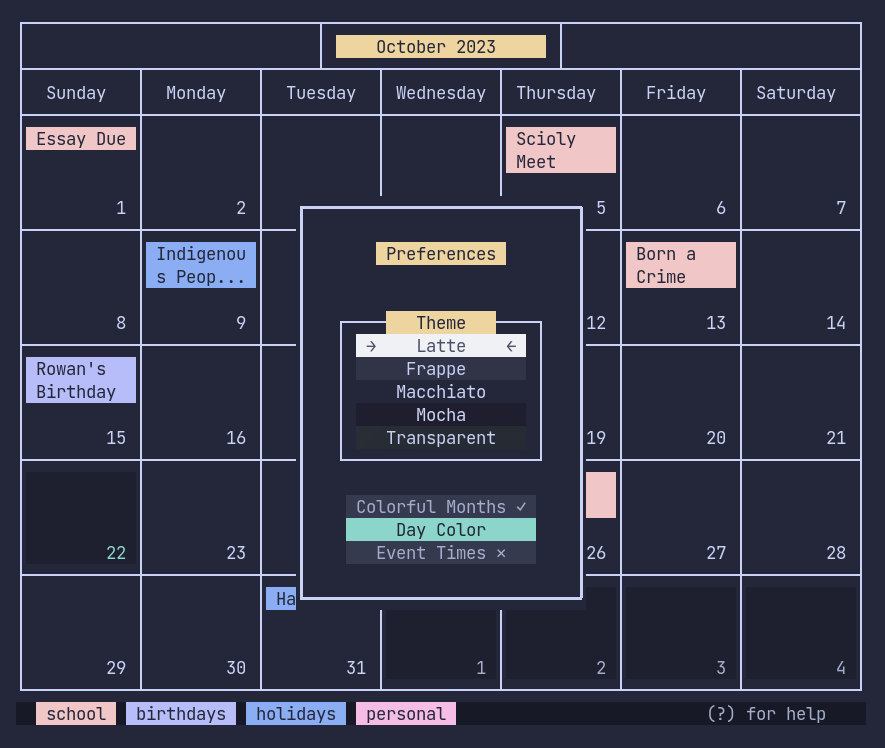 October 2023
Sunday Monday Tuesday Wednesday Thursday Friday Saturday
Essay Due
Scioly
Meet
1 2 5 6 7
Indigenou
s Peop...
Born a
Crime
8 9 12 13 14
Rowan's
Birthday
15 16 19 20 21
22 23 26 27 28
Ha
29 30 31 1 2 3 4
Preferences
Theme
→ Latte ←
Frappe
Macchiato
Mocha
Transparent
Colorful Months ✓
Day Color
Event Times ×
school birthdays holidays personal (?) for help